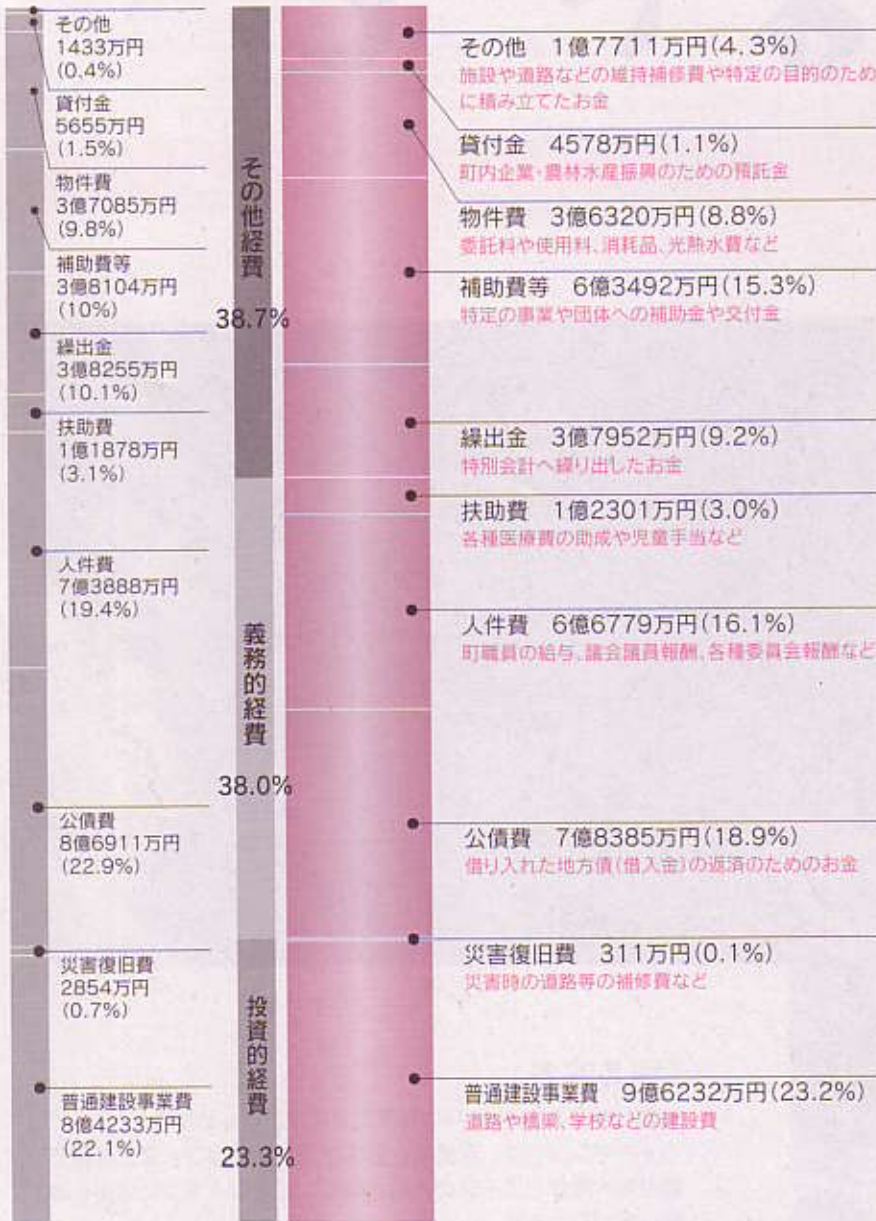 その他
1433万円
(0.4%)
貸付金
5655万円
(1.5%)
物件費
3億7085万円
(9.8%)
補助費等
3億8104万円
(10%)
繰出金
3億8255万円
(10.1%)
扶助費
1億1878万円
(3.1%)
人件費
7億3888万円
(19.4%)
公債費
8億6911万円
(22.9%)
災害復旧費
2854万円
(0.7%)
普通建設事業費
8億4233万円
(22.1%)
その他経費
38.7%
義務的経費
38.0%
投資的経費
23.3%
その他 1億7711万円(4.3%)
施設や道路などの維持補修費や特定の目的のため
に積み立てたお金
貸付金 4578万円(1.1%)
町内企業・農林水産振興のための預託金
物件費 3億6320万円(8.8%)
委託料や使用料、消耗品、光熱水費など
補助費等 6億3492万円(15.3%)
特定の事業や団体への補助金や交付金
繰出金 3億7952万円(9.2%)
特別会計へ繰り出したお金
扶助費 1億2301万円(3.0%)
各種医療費の助成や児童手当など
人件費 6億6779万円(16.1%)
町職員の給与、議会議員報酬、各種委員会報酬など
公債費 7億8385万円(18.9%)
借り入れた地方債(借入金)の返済のためのお金
災害復旧費 311万円(0.1%)
災害時の道路等の補修費など
普通建設事業費 9億6232万円(23.2%)
道路や橋梁、学校などの建設費